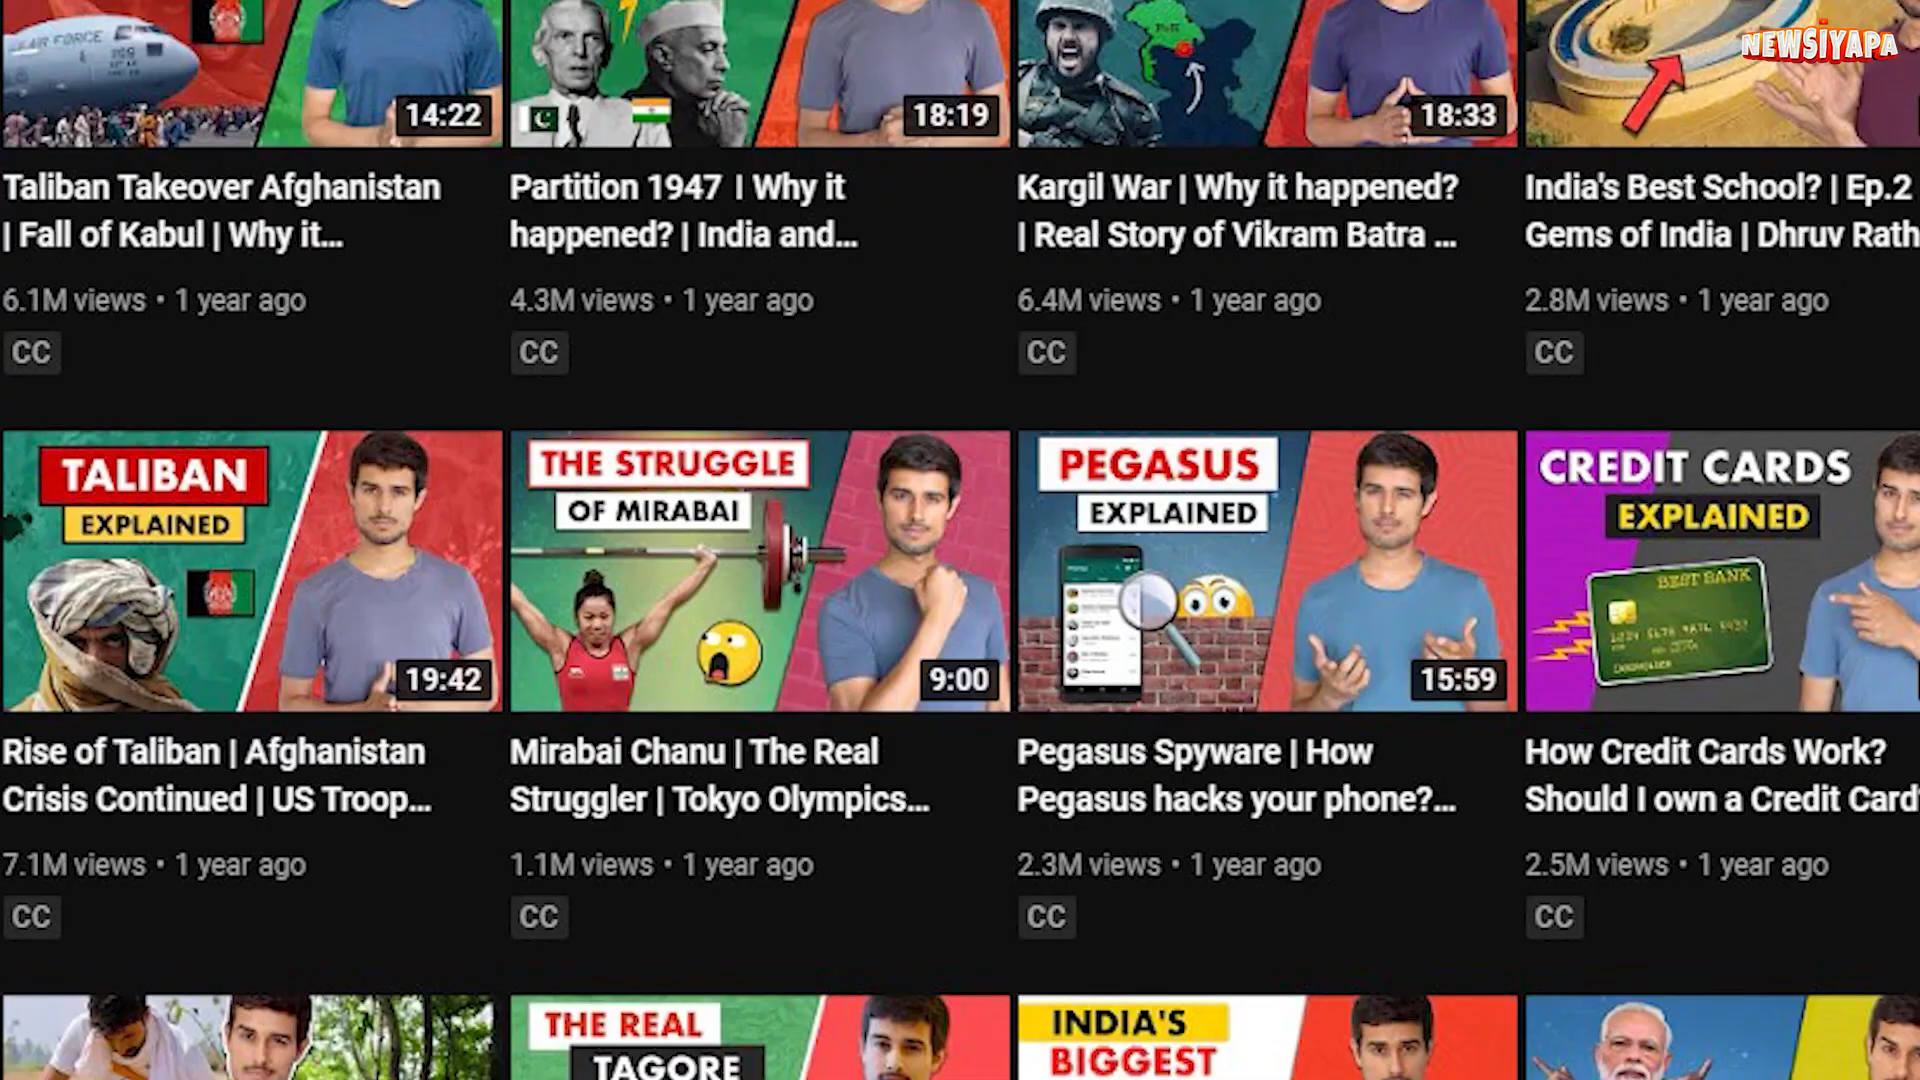 NEWSIYAPA
14:22
18:19
18:33
Taliban Takeover Afghanistan
| Fall of Kabul | Why it...
6.1M views • 1 year ago
CC
Partition 1947 | Why it
happened? | India and...
4.3M views • 1 year ago
CC
Kargil War | Why it happened?
| Real Story of Vikram Batra ...
6.4M views • 1 year ago
CC
India's Best School? | Ep.2
Gems of India | Dhruv Rath
2.8M views • 1 year ago
CC
TALIBAN
EXPLAINED
19:42
THE STRUGGLE
OF MIRABAI
9:00
PEGASUS
EXPLAINED
15:59
CREDIT CARDS
EXPLAINED
BEST BANK
Rise of Taliban | Afghanistan
Crisis Continued | US Troop...
7.1M views • 1 year ago
CC
Mirabai Chanu | The Real
Struggler | Tokyo Olympics...
1.1M views • 1 year ago
CC
Pegasus Spyware | How
Pegasus hacks your phone?...
2.3M views • 1 year ago
CC
How Credit Cards Work?
Should I own a Credit Card
2.5M views • 1 year ago
CC
THE REAL
TAGORE
INDIA'S
BIGGEST